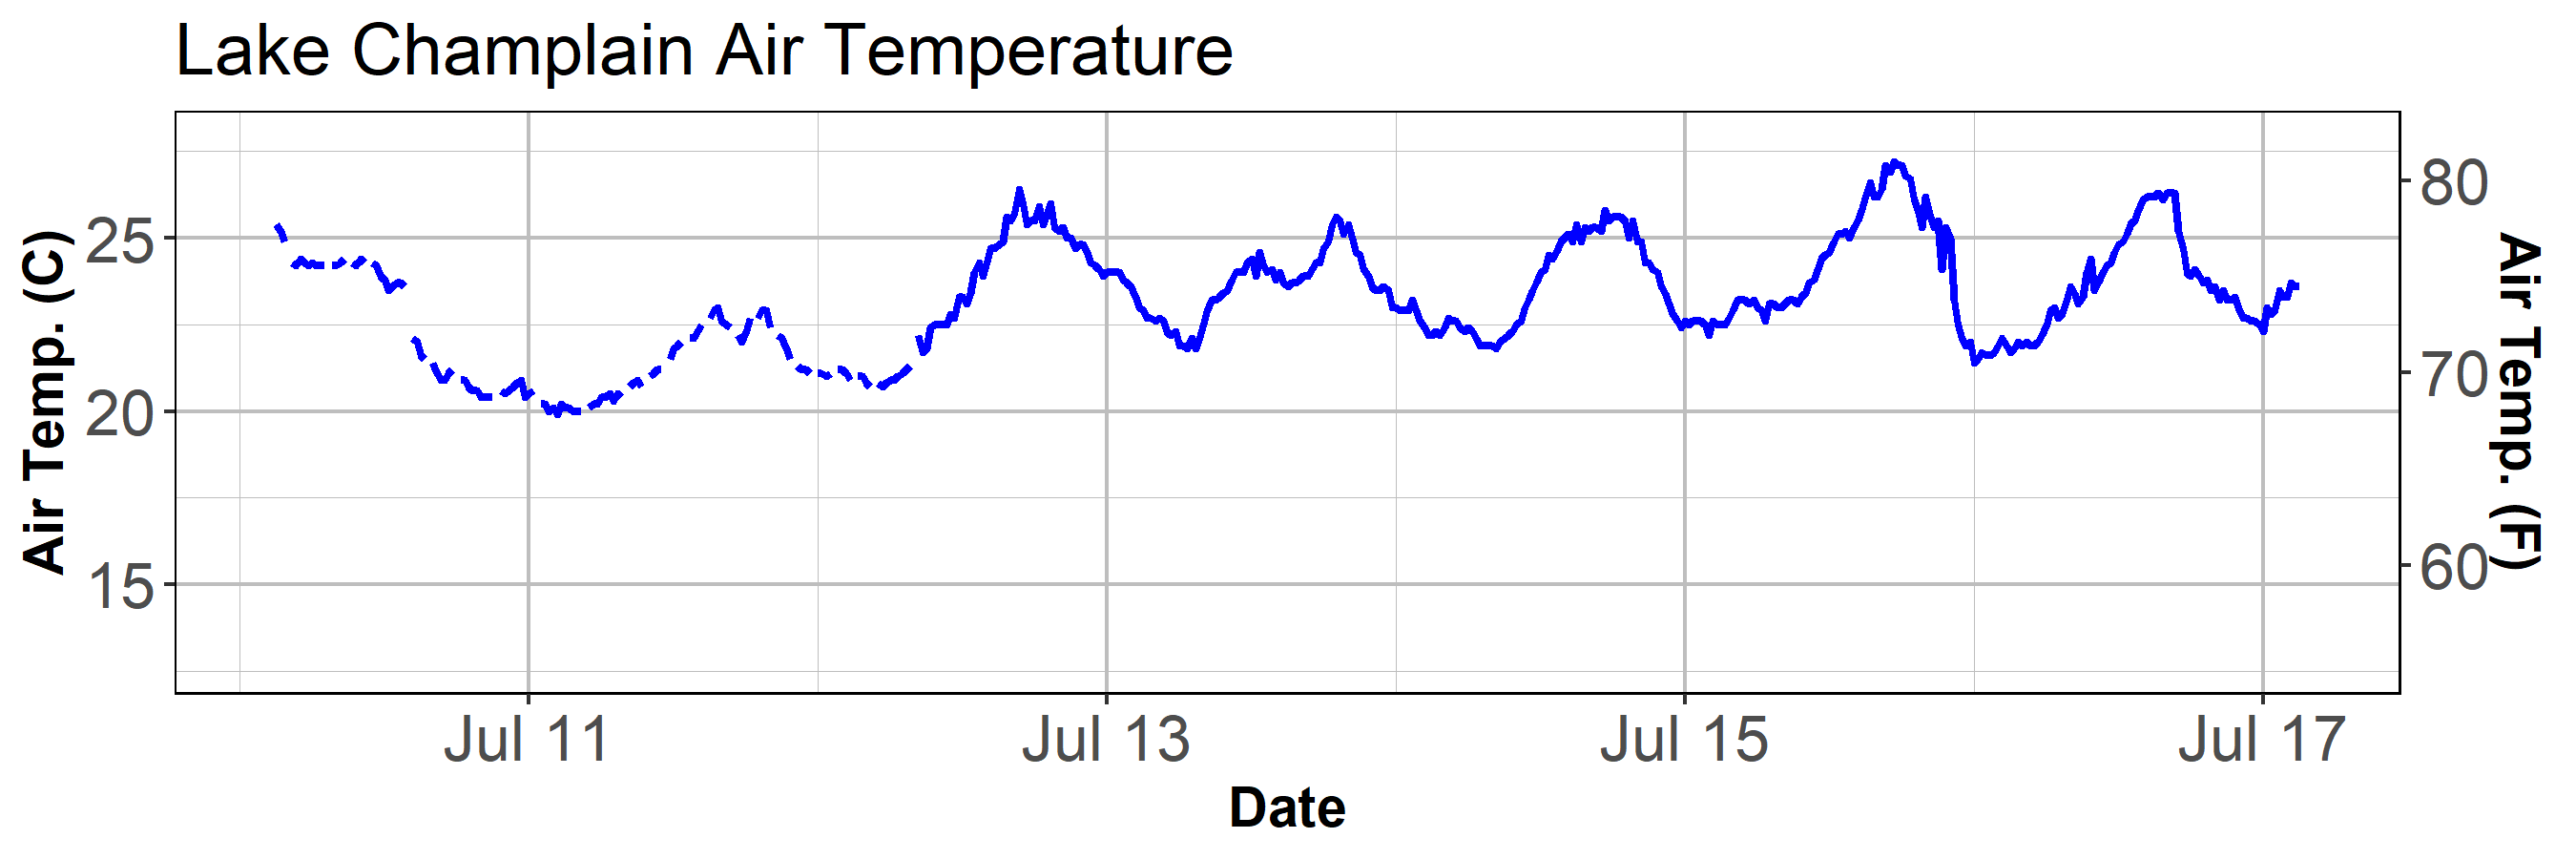 Lake Champlain Air Temperature
Air Temp. (C)
25
20
15
80
70
60
Air Temp. (F)
Jul 11 Jul 13 Jul 15 Jul 17
Date